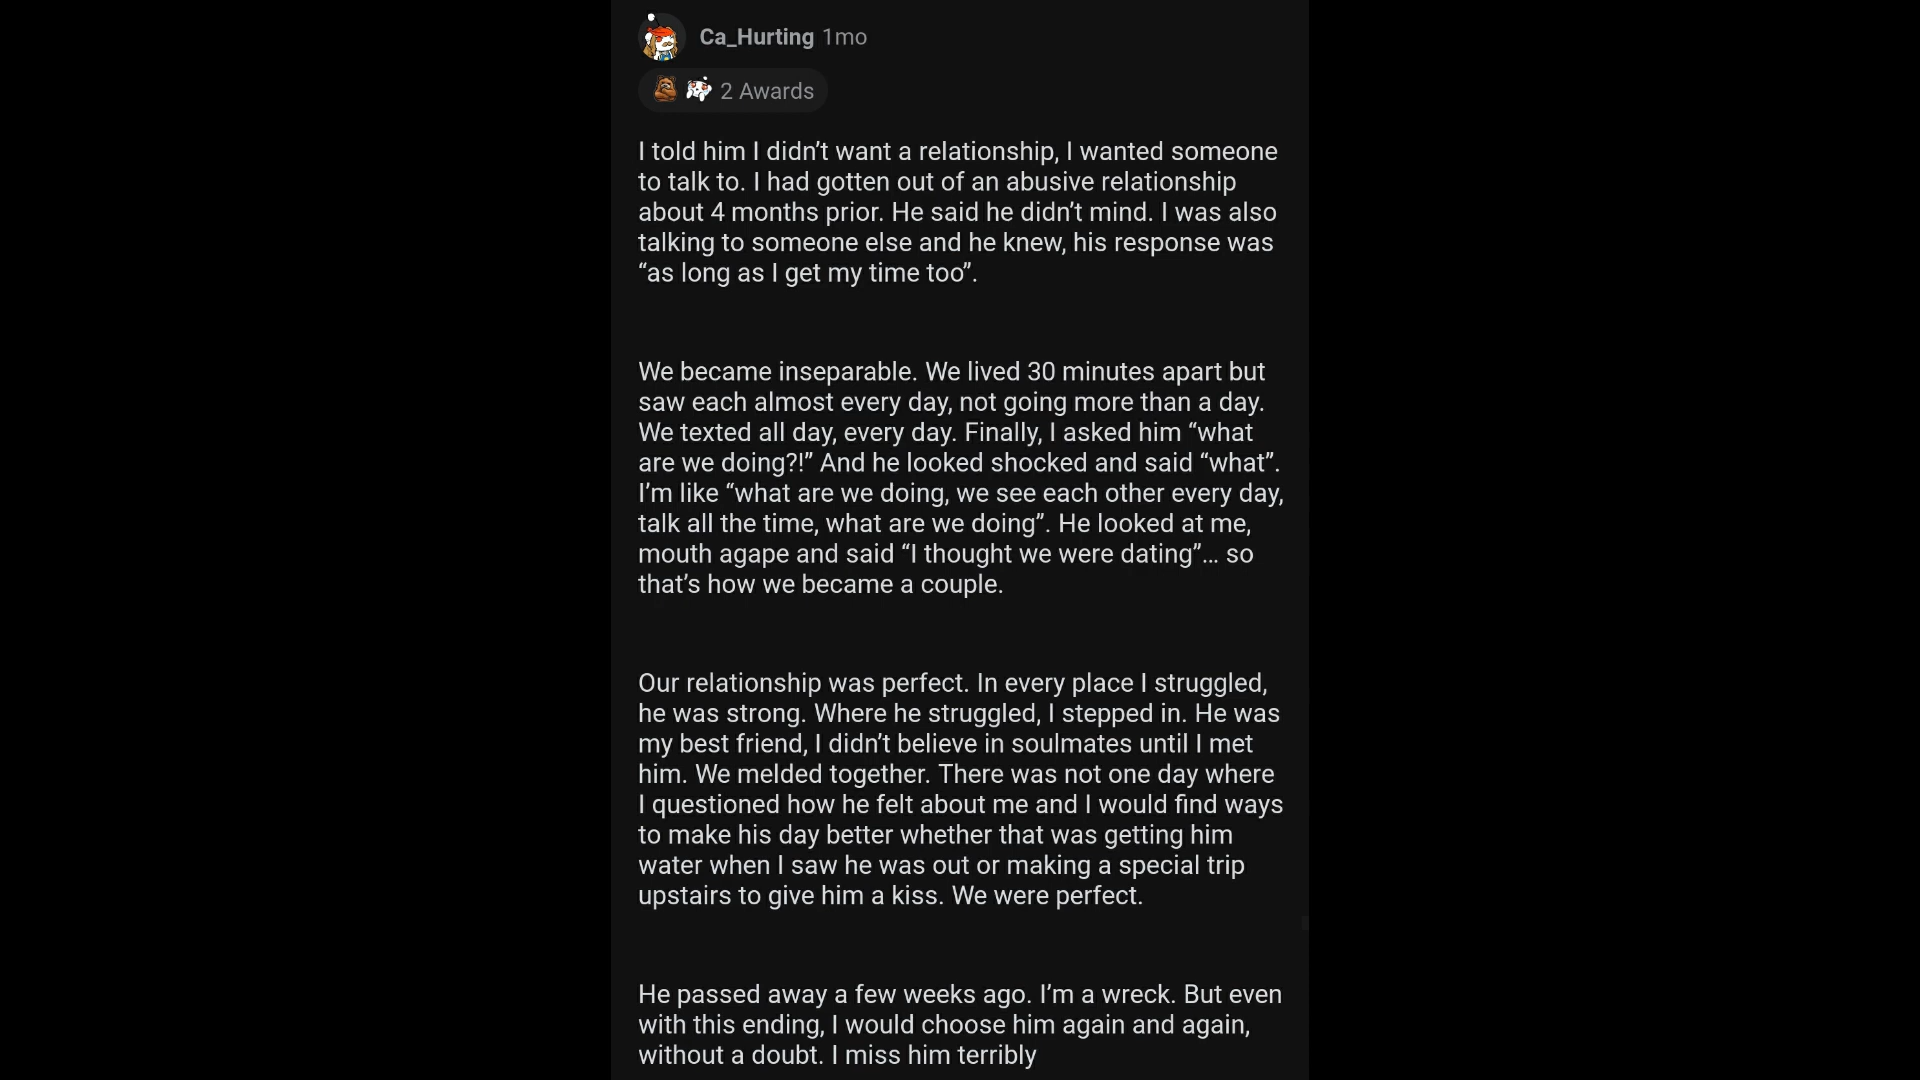 Ca_Hurting 1mo
2 Awards
I told him I didn’t want a relationship, I wanted someone
to talk to. I had gotten out of an abusive relationship
about 4 months prior. He said he didn’t mind. I was also
talking to someone else and he knew, his response was
“as long as I get my time too”.
We became inseparable. We lived 30 minutes apart but
saw each almost every day, not going more than a day.
We texted all day, every day. Finally, I asked him “what
are we doing?!” And he looked shocked and said “what”.
I’m like “what are we doing, we see each other every day,
talk all the time, what are we doing”. He looked at me,
mouth agape and said “I thought we were dating”… so
that’s how we became a couple.
Our relationship was perfect. In every place I struggled,
he was strong. Where he struggled, I stepped in. He was
my best friend, I didn’t believe in soulmates until I met
him. We melded together. There was not one day where
I questioned how he felt about me and I would find ways
to make his day better whether that was getting him
water when I saw he was out or making a special trip
upstairs to give him a kiss. We were perfect.
He passed away a few weeks ago. I’m a wreck. But even
with this ending, I would choose him again and again,
without a doubt. I miss him terribly